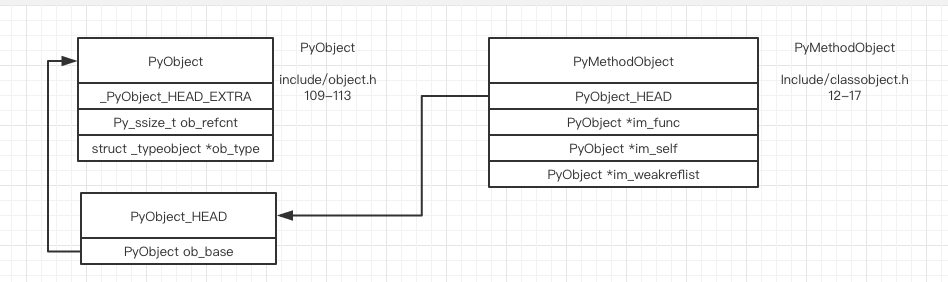 PyObject
_PyObject_HEAD_EXTRA
Py_ssize_t ob_refcnt
struct _typeobject *ob_type
PyObject
include/object.h
109-113
PyObject_HEAD
PyObject ob_base
PyMethodObject
PyObject_HEAD
PyObject *im_func
PyObject *im_self
PyObject *im_weakreflist
PyMethodObject
Include/classobject.h
12-17